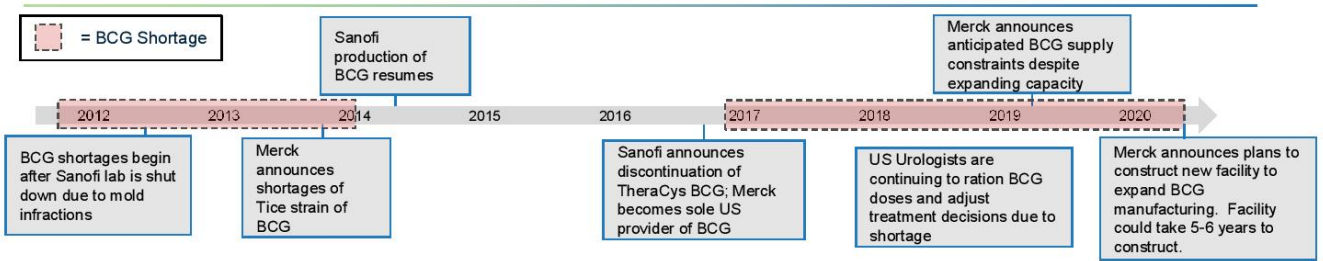 = BCG Shortage
Sanofi
production of
BCG resumes
Merck announces
anticipated BCG supply
constraints despite
expanding capacity
2012 2013 2014 2015 2016 2017 2018 2019 2020
BCG shortages begin
after Sanofi lab is shut
down due to mold
infractions
Merck
announces
shortages of
Tice strain of
BCG
Sanofi announces
discontinuation of
TheraCys BCG; Merck
becomes sole US
provider of BCG
US Urologists are
continuing to ration BCG
doses and adjust
treatment decisions due to
shortage
Merck announces plans to
construct new facility to
expand BCG
manufacturing. Facility
could take 5-6 years to
construct.